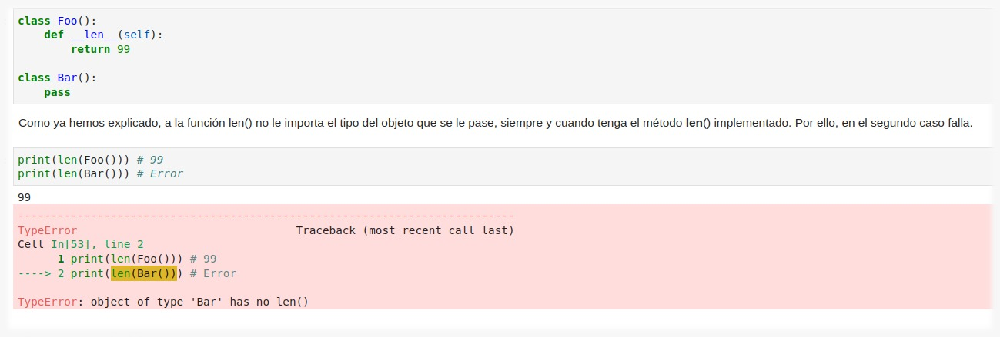 class Foo():
    def __len__(self):
        return 99
class Bar():
    pass
Como ya hemos explicado, a la función len() no le importa el tipo del objeto que se le pase, siempre y cuando tenga el método len() implementado. Por ello, en el segundo caso falla.
print(len(Foo())) # 99
print(len(Bar())) # Error
99
---------------------------------------------------------------------------
TypeError                                 Traceback (most recent call last)
Cell In[53], line 2
      1 print(len(Foo())) # 99
----> 2 print(len(Bar())) # Error
TypeError: object of type 'Bar' has no len()